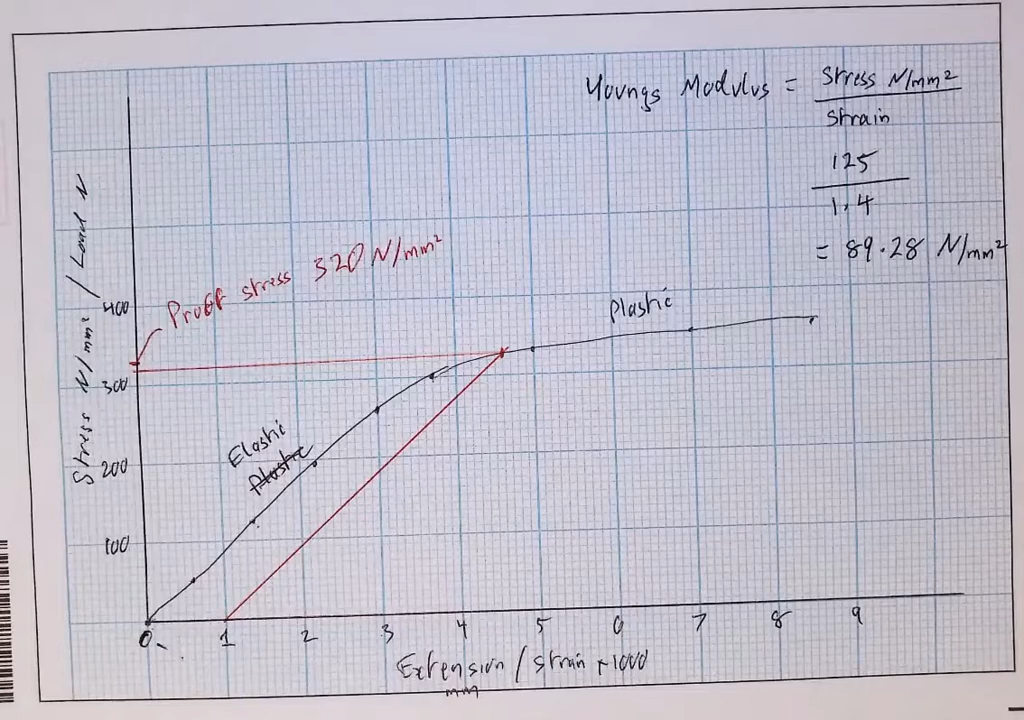 Youngs Modulus = Stress N/mm²
Strain
125
1.4
= 89.28 N/mm²
Stress N/mm² / Load N
Proof stress 320 N/mm²
Plastic
Elastic
Plastic
400
300
200
100
0 1 2 3 4 5 6 7 8 9
Extension / strain × 1000
mm